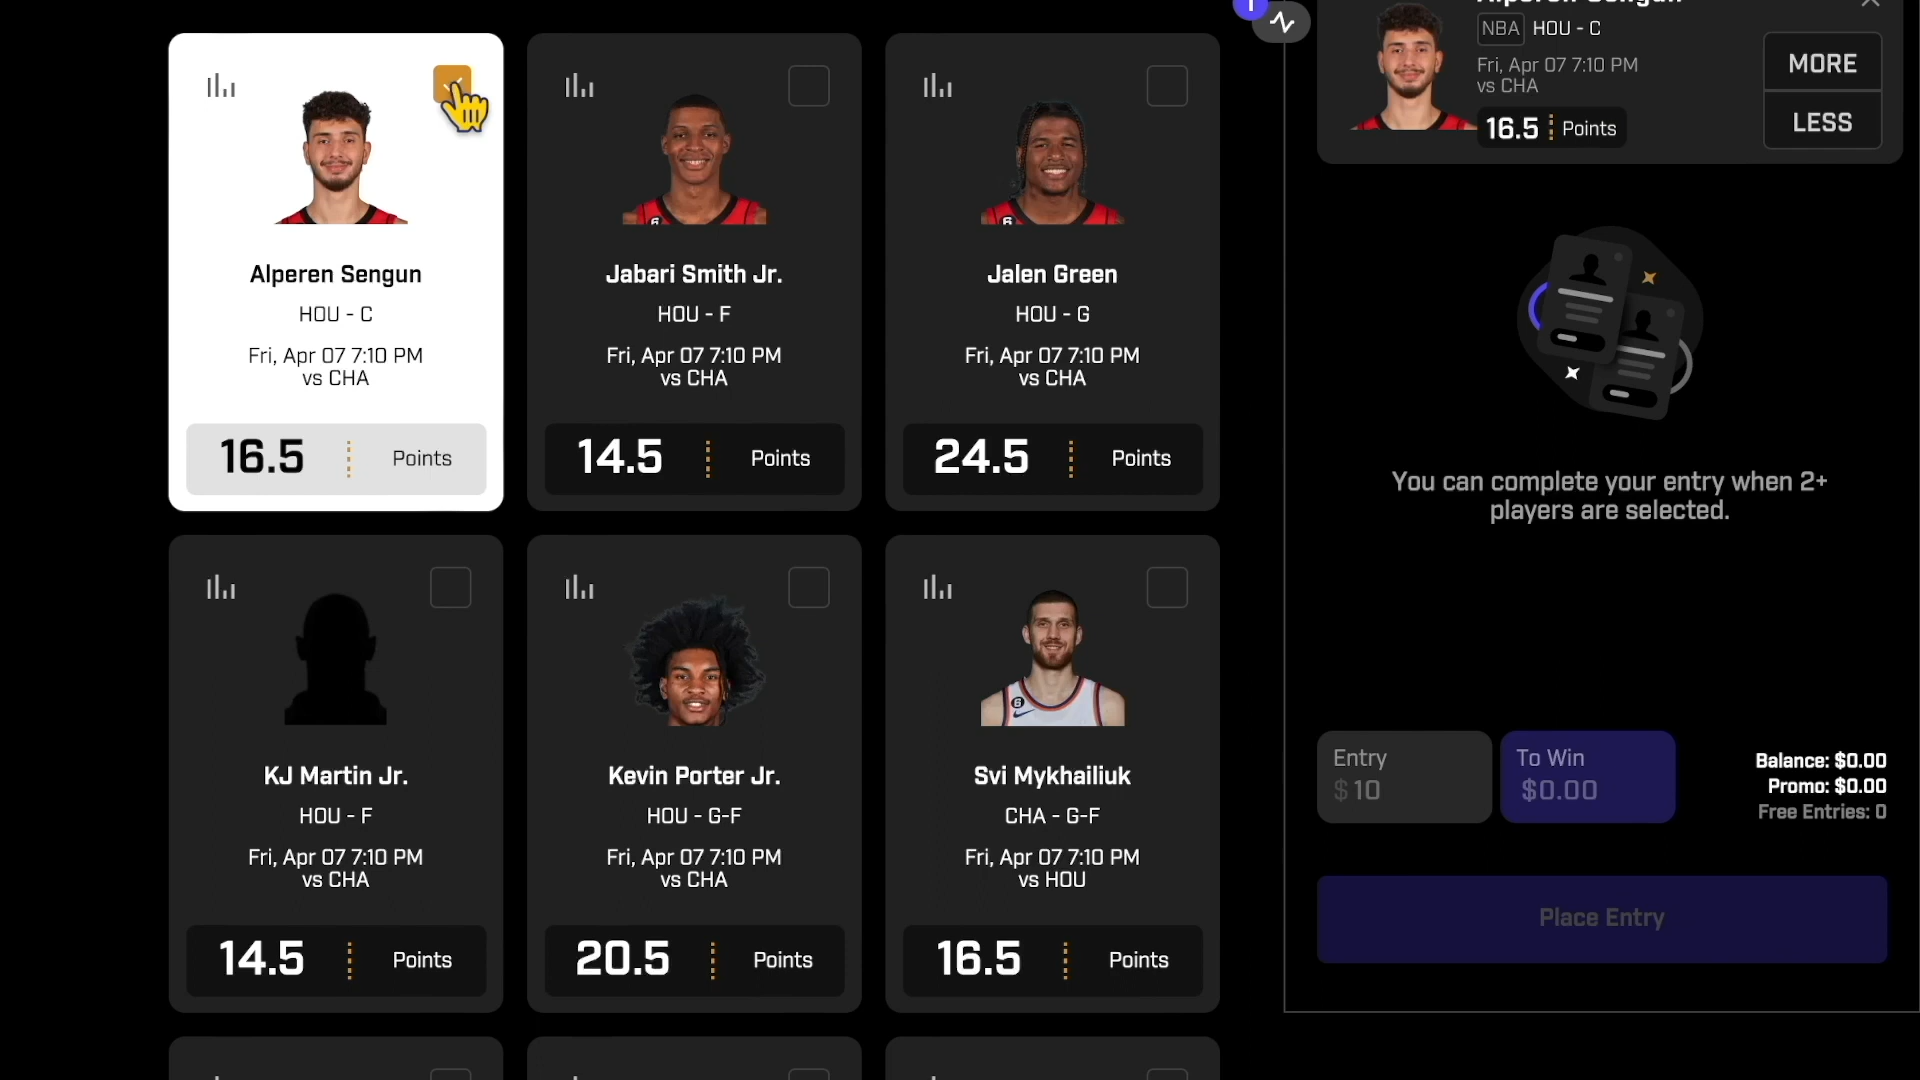 Alperen Sengun
HOU - C
Fri, Apr 07 7:10 PM
vs CHA
16.5
Points
6
Jabari Smith Jr.
HOU - F
Fri, Apr 07 7:10 PM
vs CHA
14.5
Points
6
Jalen Green
HOU - G
Fri, Apr 07 7:10 PM
vs CHA
24.5
Points
KJ Martin Jr.
HOU - F
Fri, Apr 07 7:10 PM
vs CHA
14.5
Points
Kevin Porter Jr.
HOU - G-F
Fri, Apr 07 7:10 PM
vs CHA
20.5
Points
6
Svi Mykhailiuk
CHA - G-F
Fri, Apr 07 7:10 PM
vs HOU
16.5
Points
1
Alperen Sengun
NBA HOU - C
Fri, Apr 07 7:10 PM
vs CHA
16.5 Points
MORE
LESS
You can complete your entry when 2+
players are selected.
Entry
$ 10
To Win
$0.00
Balance: $0.00
Promo: $0.00
Free Entries: 0
Place Entry